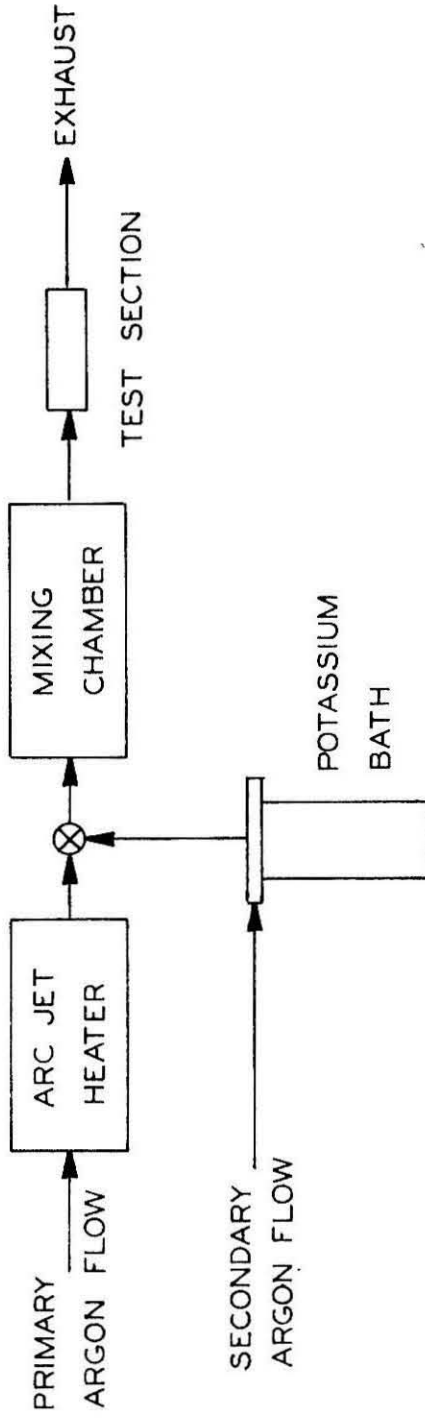 PRIMARY
ARGON FLOW
ARC JET
HEATER
MIXING
CHAMBER
TEST SECTION
EXHAUST
SECONDARY
ARGON FLOW
POTASSIUM
BATH